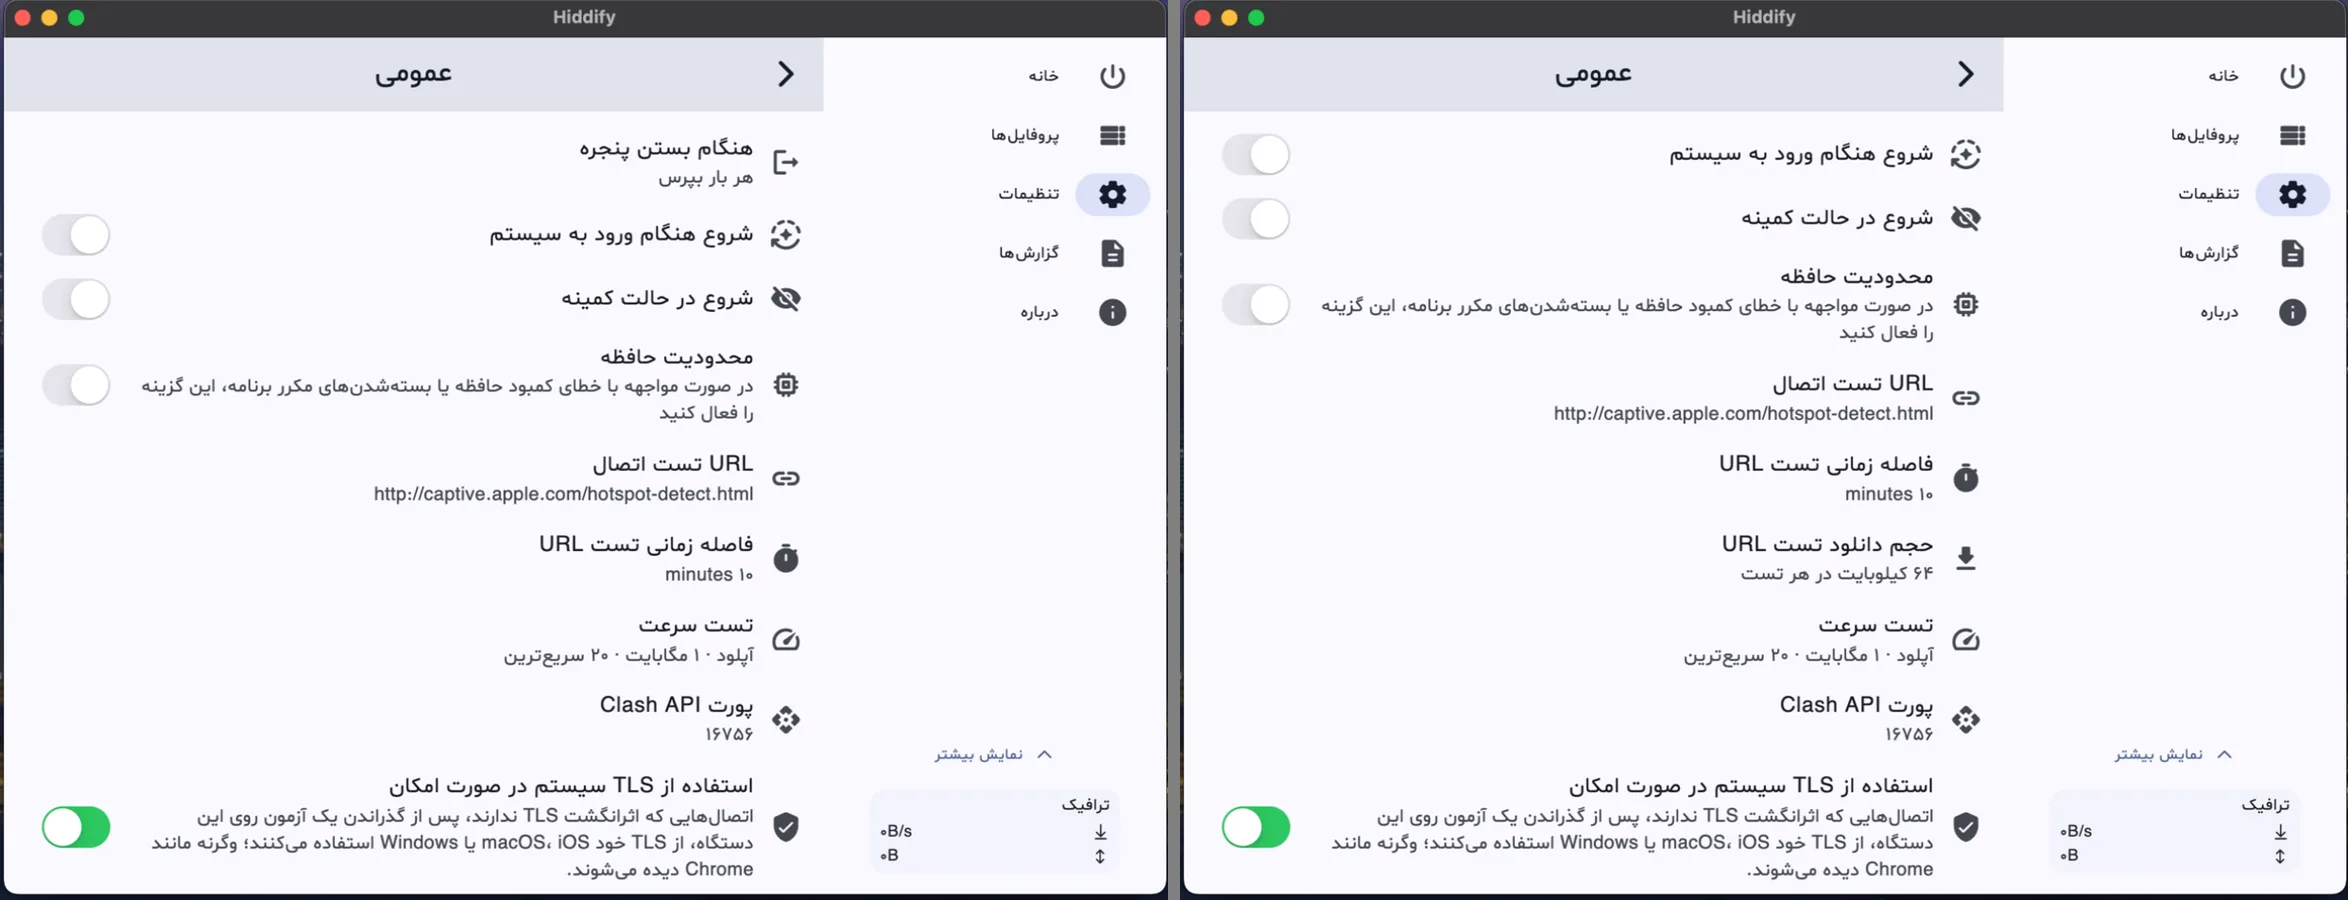 Hiddify
خانه
پروفایل‌ها
تنظیمات
گزارش‌ها
درباره
نمایش بیشتر
ترافیک
۰B/s
۰B
عمومی
هنگام بستن پنجره
هر بار بپرس
شروع هنگام ورود به سیستم
شروع در حالت کمینه
محدودیت حافظه
در صورت مواجهه با خطای کمبود حافظه یا بسته‌شدن‌های مکرر برنامه، این گزینه
را فعال کنید
URL تست اتصال
http://captive.apple.com/hotspot-detect.html
فاصله زمانی تست URL
۱۰ minutes
تست سرعت
آپلود · ۱ مگابایت · ۲۰ سریع‌ترین
پورت Clash API
۱۶۷۵۶
استفاده از TLS سیستم در صورت امکان
اتصال‌هایی که اثرانگشت TLS ندارند، پس از گذراندن یک آزمون روی این
دستگاه، از TLS خود macOS، iOS یا Windows استفاده می‌کنند؛ وگرنه مانند
Chrome دیده می‌شوند.
Hiddify
خانه
پروفایل‌ها
تنظیمات
گزارش‌ها
درباره
نمایش بیشتر
ترافیک
۰B/s
۰B
عمومی
شروع هنگام ورود به سیستم
شروع در حالت کمینه
محدودیت حافظه
در صورت مواجهه با خطای کمبود حافظه یا بسته‌شدن‌های مکرر برنامه، این گزینه
را فعال کنید
URL تست اتصال
http://captive.apple.com/hotspot-detect.html
فاصله زمانی تست URL
۱۰ minutes
حجم دانلود تست URL
۶۴ کیلوبایت در هر تست
تست سرعت
آپلود · ۱ مگابایت · ۲۰ سریع‌ترین
پورت Clash API
۱۶۷۵۶
استفاده از TLS سیستم در صورت امکان
اتصال‌هایی که اثرانگشت TLS ندارند، پس از گذراندن یک آزمون روی این
دستگاه، از TLS خود macOS، iOS یا Windows استفاده می‌کنند؛ وگرنه مانند
Chrome دیده می‌شوند.